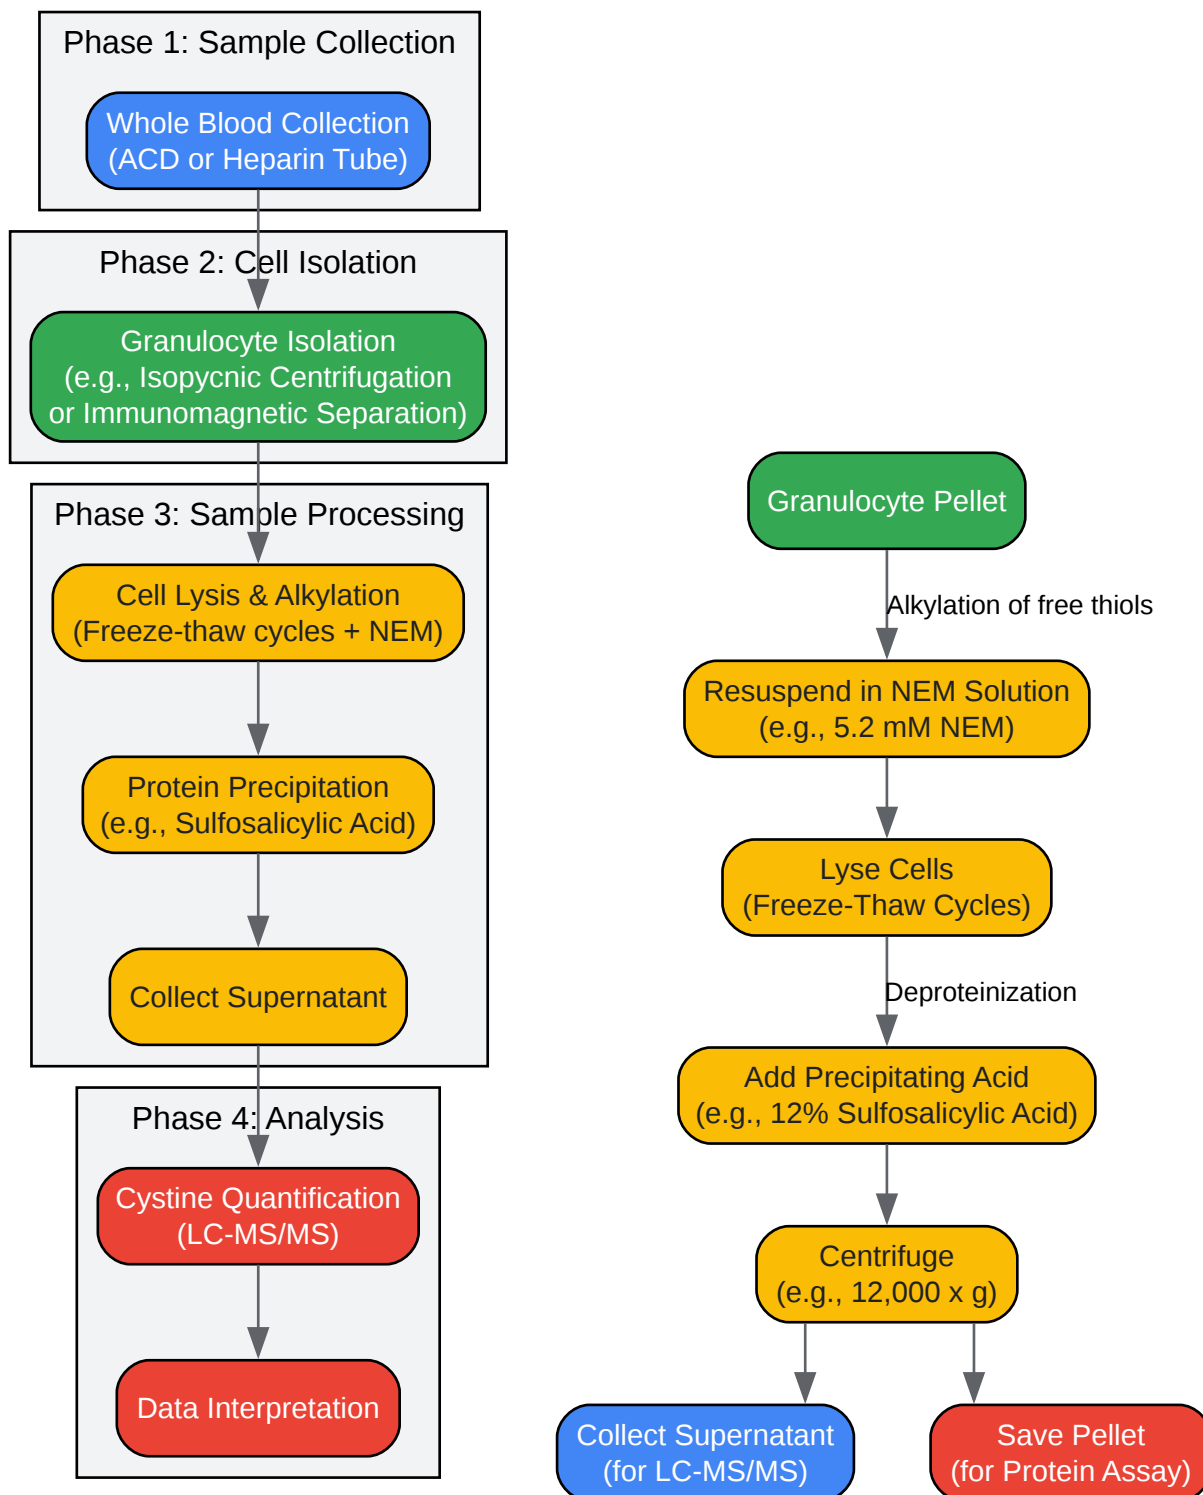 Phase 1: Sample Collection
Whole Blood Collection
(ACD or Heparin Tube)
Phase 2: Cell Isolation
Granulocyte Isolation
(e.g., Isopycnic Centrifugation
or Immunomagnetic Separation)
Phase 3: Sample Processing
Cell Lysis & Alkylation
(Freeze-thaw cycles + NEM)
Protein Precipitation
(e.g., Sulfosalicylic Acid)
Collect Supernatant
Phase 4: Analysis
Cystine Quantification
(LC-MS/MS)
Data Interpretation
Granulocyte Pellet
Alkylation of free thiols
Resuspend in NEM Solution
(e.g., 5.2 mM NEM)
Lyse Cells
(Freeze-Thaw Cycles)
Deproteinization
Add Precipitating Acid
(e.g., 12% Sulfosalicylic Acid)
Centrifuge
(e.g., 12,000 x g)
Collect Supernatant
(for LC-MS/MS)
Save Pellet
(for Protein Assay)